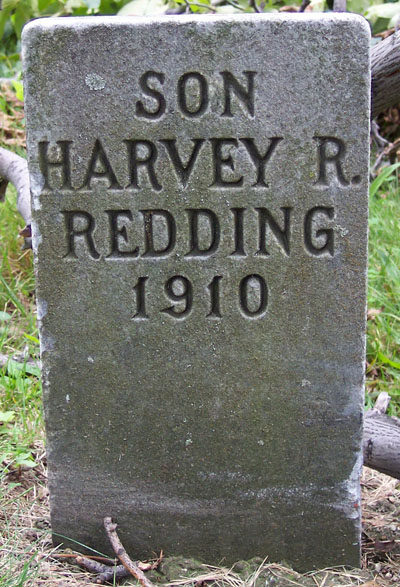 SON
HARVEY R.
REDDING
1910